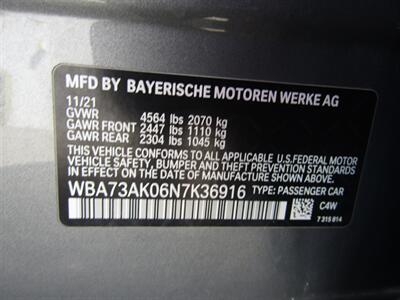 MFD BY BAYERISCHE MOTOREN WERKE AG
11/21
GVWR 4564 lbs 2070 kg
GAWR FRONT 2447 lbs 1110 kg
GAWR REAR 2304 lbs 1045 kg
THIS VEHICLE CONFORMS TO ALL APPLICABLE U.S.FEDERAL MOTOR
VEHICLE SAFETY, BUMPER, AND THEFT PREVENTION STANDARDS IN
EFFECT ON THE DATE OF MANUFACTURE SHOWN ABOVE.
WBA73AK06N7K36916 TYPE: PASSENGER CAR
C4W
7 315 814